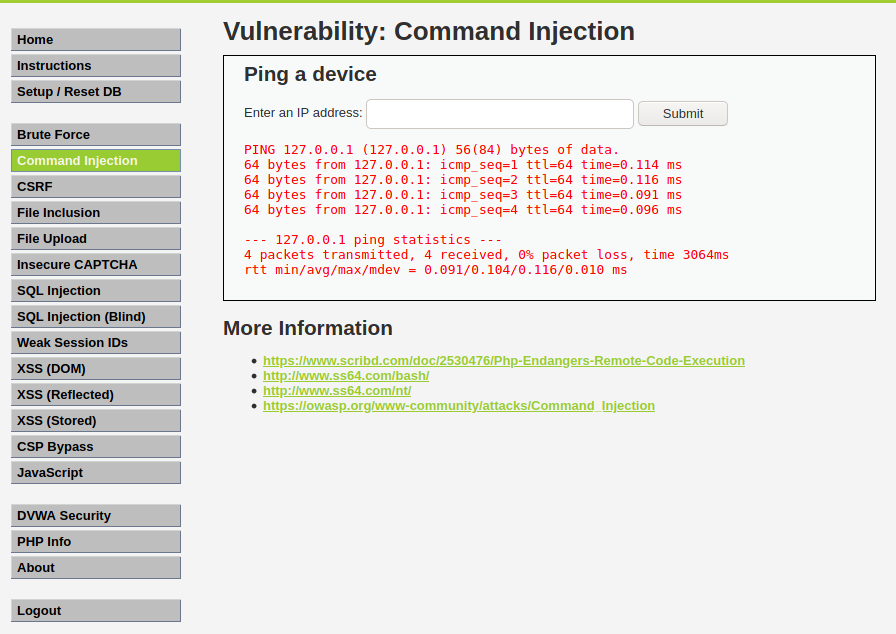 Home
Instructions
Setup / Reset DB
Brute Force
Command Injection
CSRF
File Inclusion
File Upload
Insecure CAPTCHA
SQL Injection
SQL Injection (Blind)
Weak Session IDs
XSS (DOM)
XSS (Reflected)
XSS (Stored)
CSP Bypass
JavaScript
DVWA Security
PHP Info
About
Logout
Vulnerability: Command Injection
Ping a device
Enter an IP address: Submit
PING 127.0.0.1 (127.0.0.1) 56(84) bytes of data.
64 bytes from 127.0.0.1: icmp_seq=1 ttl=64 time=0.114 ms
64 bytes from 127.0.0.1: icmp_seq=2 ttl=64 time=0.116 ms
64 bytes from 127.0.0.1: icmp_seq=3 ttl=64 time=0.091 ms
64 bytes from 127.0.0.1: icmp_seq=4 ttl=64 time=0.096 ms
--- 127.0.0.1 ping statistics ---
4 packets transmitted, 4 received, 0% packet loss, time 3064ms
rtt min/avg/max/mdev = 0.091/0.104/0.116/0.010 ms
More Information
https://www.scribd.com/doc/2530476/Php-Endangers-Remote-Code-Execution
http://www.ss64.com/bash/
http://www.ss64.com/nt/
https://owasp.org/www-community/attacks/Command_Injection